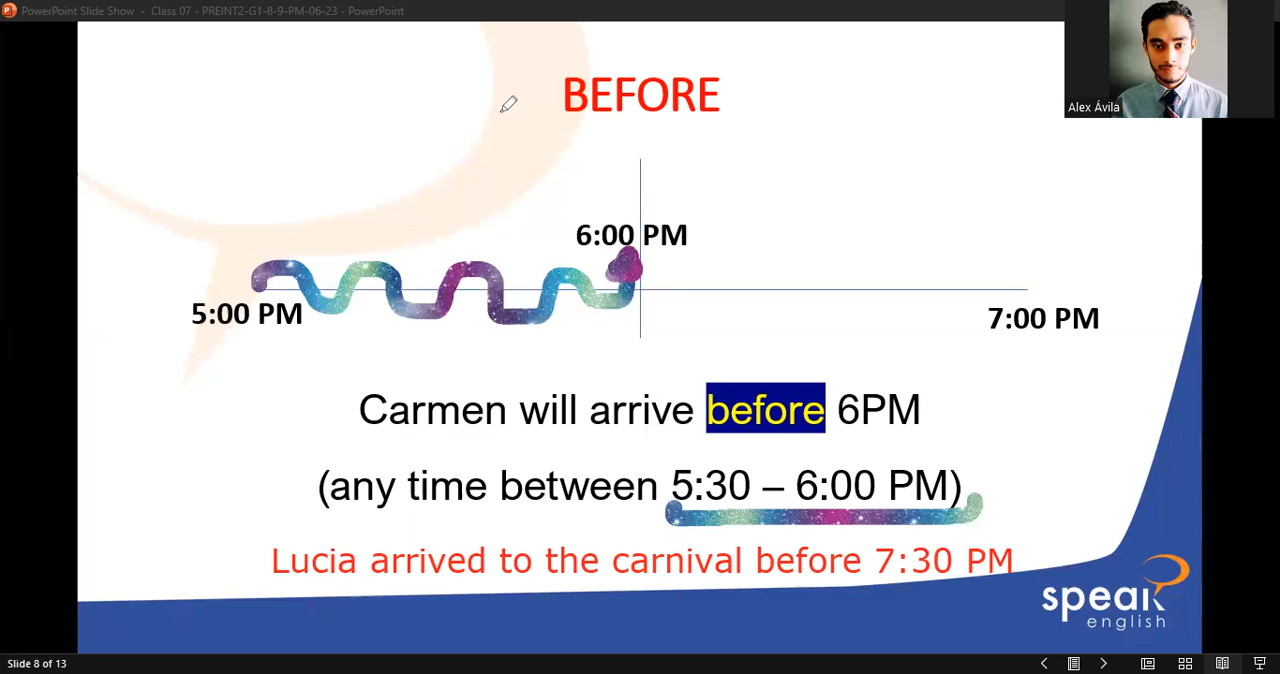 PowerPoint Slide Show - Class 07 - PREINT2-G1-8-9-PM-06-23 - PowerPoint
Alex Ávila
BEFORE
6:00 PM
5:00 PM
7:00 PM
Carmen will arrive before 6PM
(any time between 5:30 – 6:00 PM)
Lucia arrived to the carnival before 7:30 PM
speak
english
Slide 8 of 13